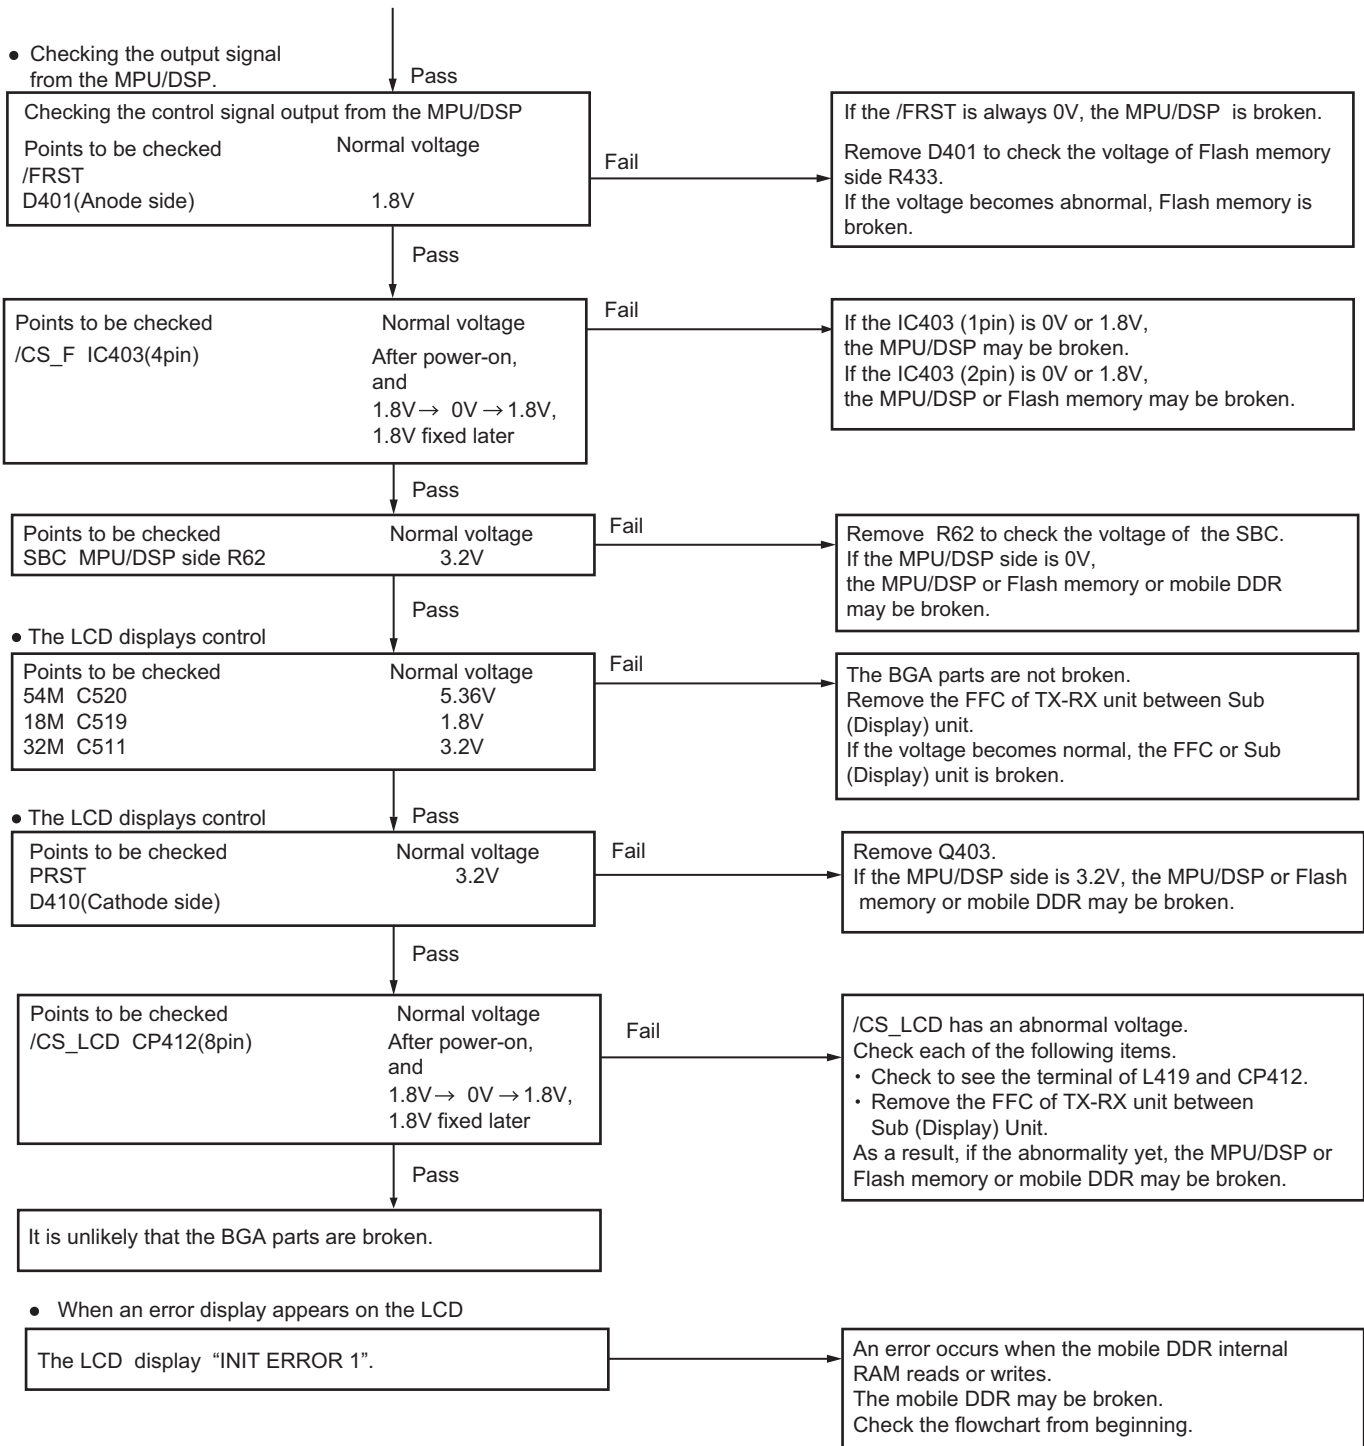 ● Checking the output signal
from the MPU/DSP.
Pass
Checking the control signal output from the MPU/DSP
Points to be checked Normal voltage
/FRST
D401(Anode side) 1.8V
Fail
If the /FRST is always 0V, the MPU/DSP is broken.
Remove D401 to check the voltage of Flash memory
side R433.
If the voltage becomes abnormal, Flash memory is
broken.
Pass
Points to be checked Normal voltage
/CS_F IC403(4pin) After power-on,
and
1.8V→ 0V →1.8V,
1.8V fixed later
Fail
If the IC403 (1pin) is 0V or 1.8V,
the MPU/DSP may be broken.
If the IC403 (2pin) is 0V or 1.8V,
the MPU/DSP or Flash memory may be broken.
Pass
Points to be checked Normal voltage
SBC MPU/DSP side R62 3.2V
Fail
Remove R62 to check the voltage of the SBC.
If the MPU/DSP side is 0V,
the MPU/DSP or Flash memory or mobile DDR
may be broken.
Pass
● The LCD displays control
Points to be checked Normal voltage
54M C520 5.36V
18M C519 1.8V
32M C511 3.2V
Fail
The BGA parts are not broken.
Remove the FFC of TX-RX unit between Sub
(Display) unit.
If the voltage becomes normal, the FFC or Sub
(Display) unit is broken.
● The LCD displays control
Pass
Points to be checked Normal voltage
PRST 3.2V
D410(Cathode side)
Fail
Remove Q403.
If the MPU/DSP side is 3.2V, the MPU/DSP or Flash
memory or mobile DDR may be broken.
Pass
Points to be checked Normal voltage
/CS_LCD CP412(8pin) After power-on,
and
1.8V→ 0V →1.8V,
1.8V fixed later
Fail
/CS_LCD has an abnormal voltage.
Check each of the following items.
・Check to see the terminal of L419 and CP412.
・Remove the FFC of TX-RX unit between
Sub (Display) Unit.
As a result, if the abnormality yet, the MPU/DSP or
Flash memory or mobile DDR may be broken.
Pass
It is unlikely that the BGA parts are broken.
● When an error display appears on the LCD
The LCD display “INIT ERROR 1”.
An error occurs when the mobile DDR internal
RAM reads or writes.
The mobile DDR may be broken.
Check the flowchart from beginning.